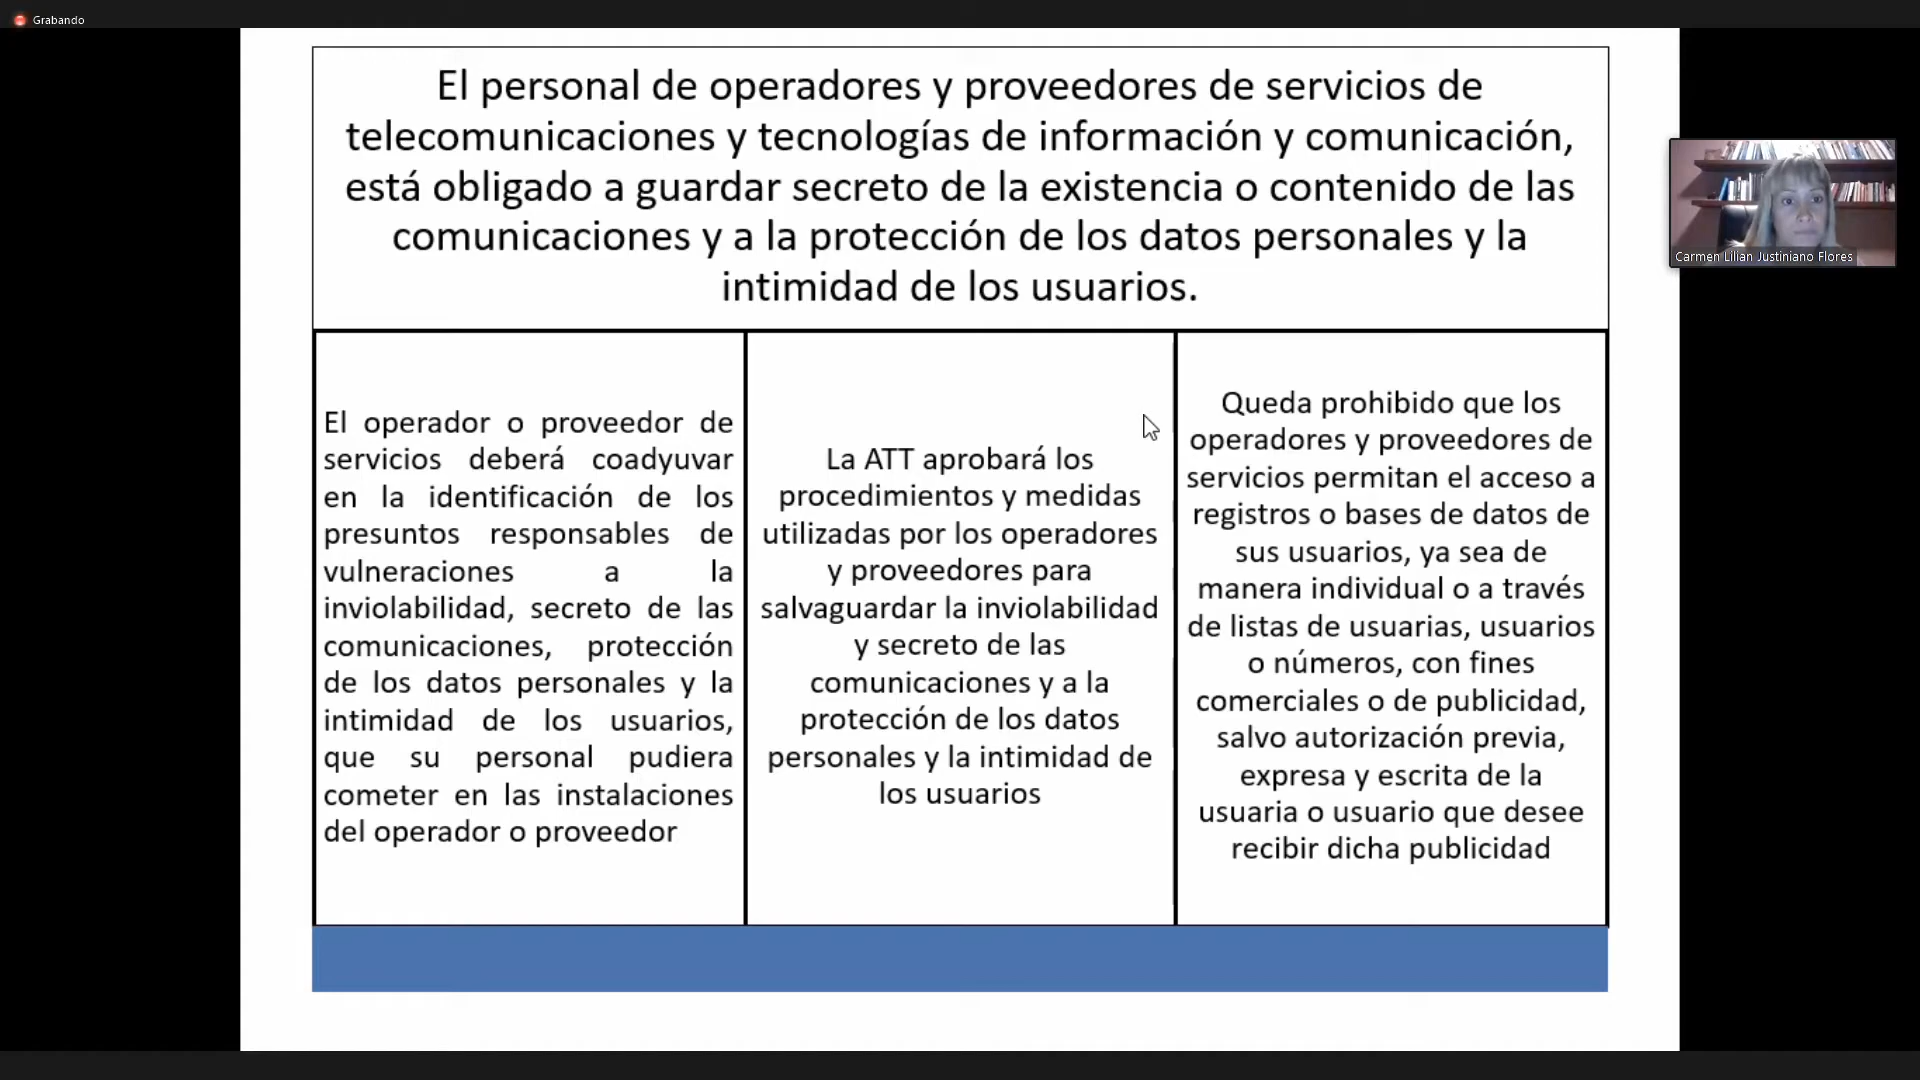 Grabando
El personal de operadores y proveedores de servicios de
telecomunicaciones y tecnologías de información y comunicación,
está obligado a guardar secreto de la existencia o contenido de las
comunicaciones y a la protección de los datos personales y la
intimidad de los usuarios.
El operador o proveedor de
servicios deberá coadyuvar
en la identificación de los
presuntos responsables de
vulneraciones a la
inviolabilidad, secreto de las
comunicaciones, protección
de los datos personales y la
intimidad de los usuarios,
que su personal pudiera
cometer en las instalaciones
del operador o proveedor
La ATT aprobará los
procedimientos y medidas
utilizadas por los operadores
y proveedores para
salvaguardar la inviolabilidad
y secreto de las
comunicaciones y a la
protección de los datos
personales y la intimidad de
los usuarios
Queda prohibido que los
operadores y proveedores de
servicios permitan el acceso a
registros o bases de datos de
sus usuarios, ya sea de
manera individual o a través
de listas de usuarias, usuarios
o números, con fines
comerciales o de publicidad,
salvo autorización previa,
expresa y escrita de la
usuaria o usuario que desee
recibir dicha publicidad
Carmen Lilian Justiniano Flores